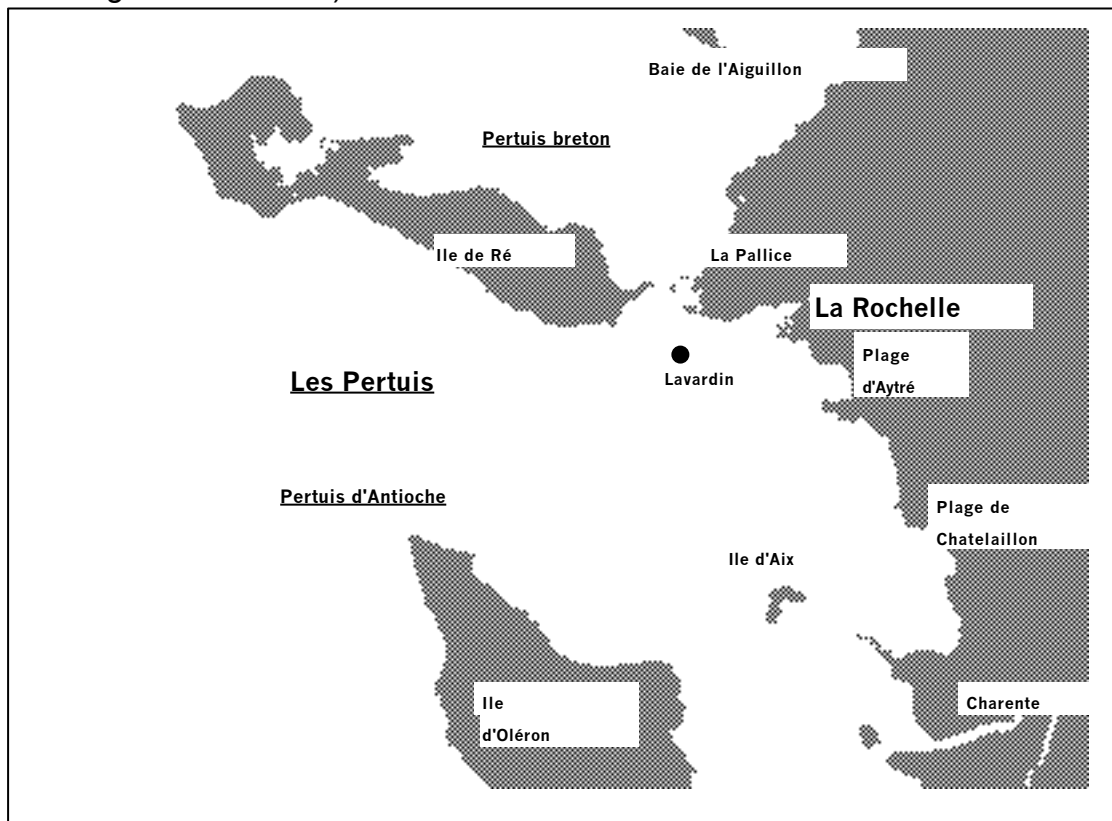 Baie de l'Aiguillon
Pertuis breton
Ile de Ré
La Pallice
La Rochelle
Plage
d'Aytré
Lavardin
Les Pertuis
Pertuis d'Antioche
Plage de
Chatelaillon
Ile d'Aix
Ile
d'Oléron
Charente